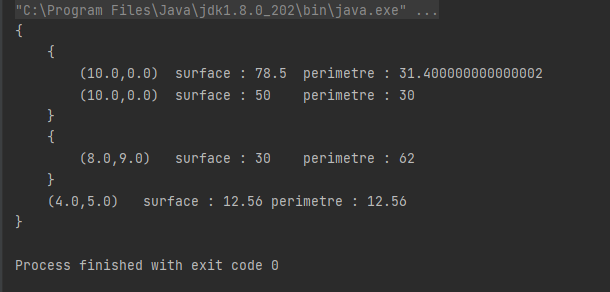 "C:\Program Files\Java\jdk1.8.0_202\bin\java.exe" ...
{
    {
        (10.0,0.0)  surface : 78.5  perimetre : 31.400000000000002
        (10.0,0.0)  surface : 50    perimetre : 30
    }
    {
        (8.0,9.0)   surface : 30    perimetre : 62
    }
    (4.0,5.0)   surface : 12.56 perimetre : 12.56
}

Process finished with exit code 0